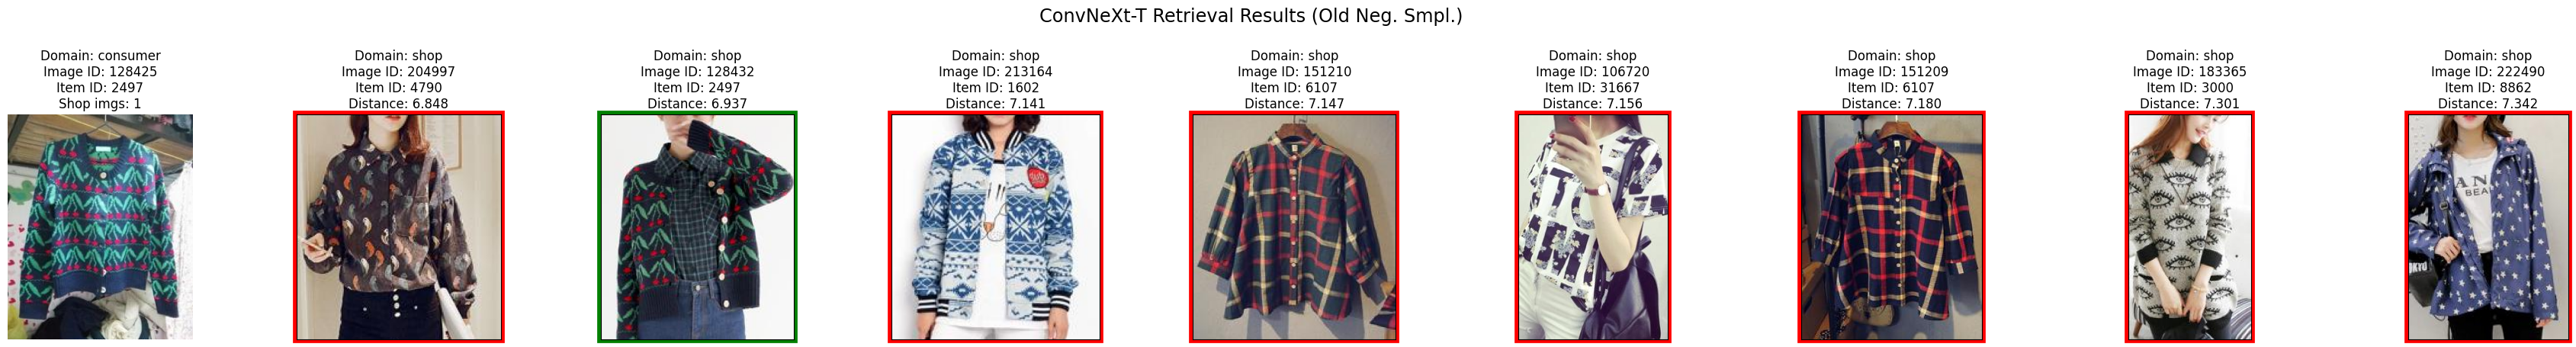 ConvNeXt-T Retrieval Results (Old Neg. Smpl.)
Domain: consumer
Image ID: 128425
Item ID: 2497
Shop imgs: 1
Domain: shop
Image ID: 204997
Item ID: 4790
Distance: 6.848
Domain: shop
Image ID: 128432
Item ID: 2497
Distance: 6.937
Domain: shop
Image ID: 213164
Item ID: 1602
Distance: 7.141
Domain: shop
Image ID: 151210
Item ID: 6107
Distance: 7.147
Domain: shop
Image ID: 106720
Item ID: 31667
Distance: 7.156
Domain: shop
Image ID: 151209
Item ID: 6107
Distance: 7.180
Domain: shop
Image ID: 183365
Item ID: 3000
Distance: 7.301
Domain: shop
Image ID: 222490
Item ID: 8862
Distance: 7.342